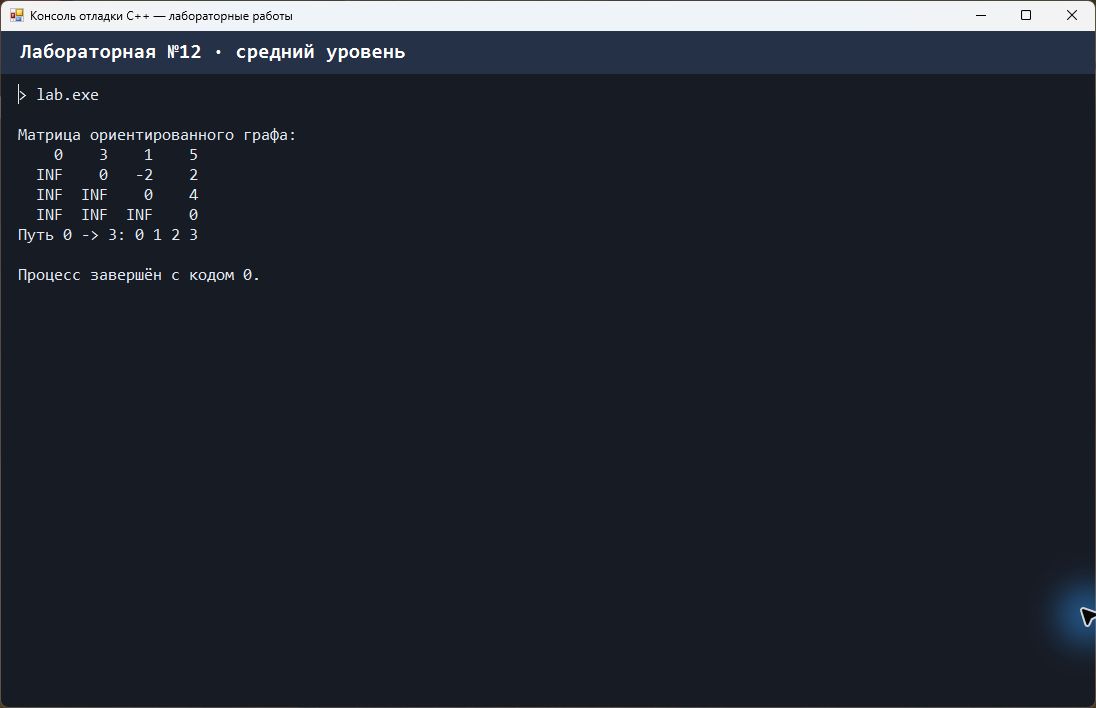 Консоль отладки C++ — лабораторные работы
Лабораторная №12 · средний уровень
> lab.exe
Матрица ориентированного графа:
0 3 1 5
INF 0 -2 2
INF INF 0 4
INF INF INF 0
Путь 0 -> 3: 0 1 2 3
Процесс завершён с кодом 0.